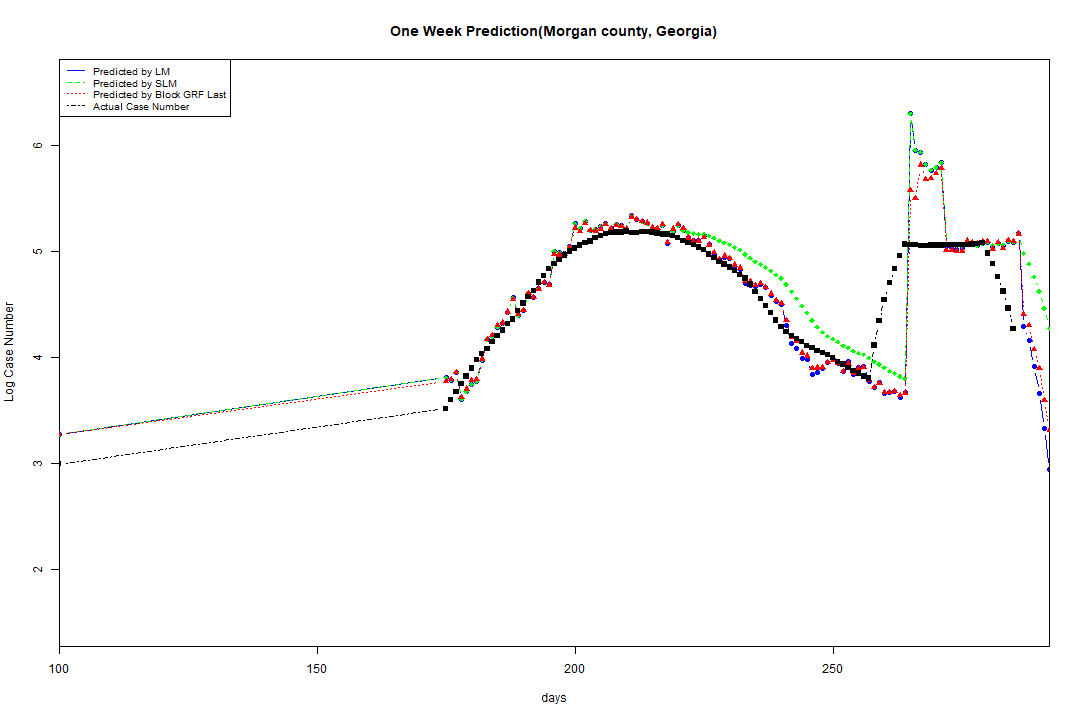 One Week Prediction(Morgan county, Georgia)
Predicted by LM
Predicted by SLM
Predicted by Block GRF Last
Actual Case Number
6
5
4
3
2
Log Case Number
100
150
200
250
days